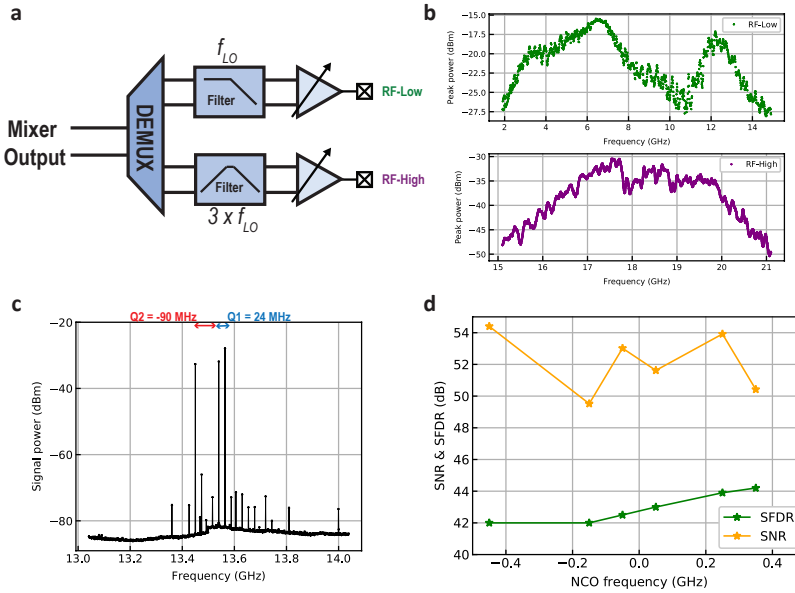 a
f_LO
Filter
RF-Low
Mixer
Output
DEMUX
Filter
RF-High
3 x f_LO
b
−15.0
−17.5
−20.0
−22.5
−25.0
−27.5
Peak power (dBm)
RF-Low
2 4 6 8 10 12 14
Frequency (GHz)
−30
−35
−40
−45
−50
Peak power (dBm)
RF-High
15 16 17 18 19 20 21
Frequency (GHz)
c
Q2 = -90 MHz Q1 = 24 MHz
−20
−40
−60
−80
Signal power (dBm)
13.0 13.2 13.4 13.6 13.8 14.0
Frequency (GHz)
d
54
52
50
48
46
44
42
40
SNR & SFDR (dB)
SFDR
SNR
−0.4 −0.2 0.0 0.2 0.4
NCO frequency (GHz)